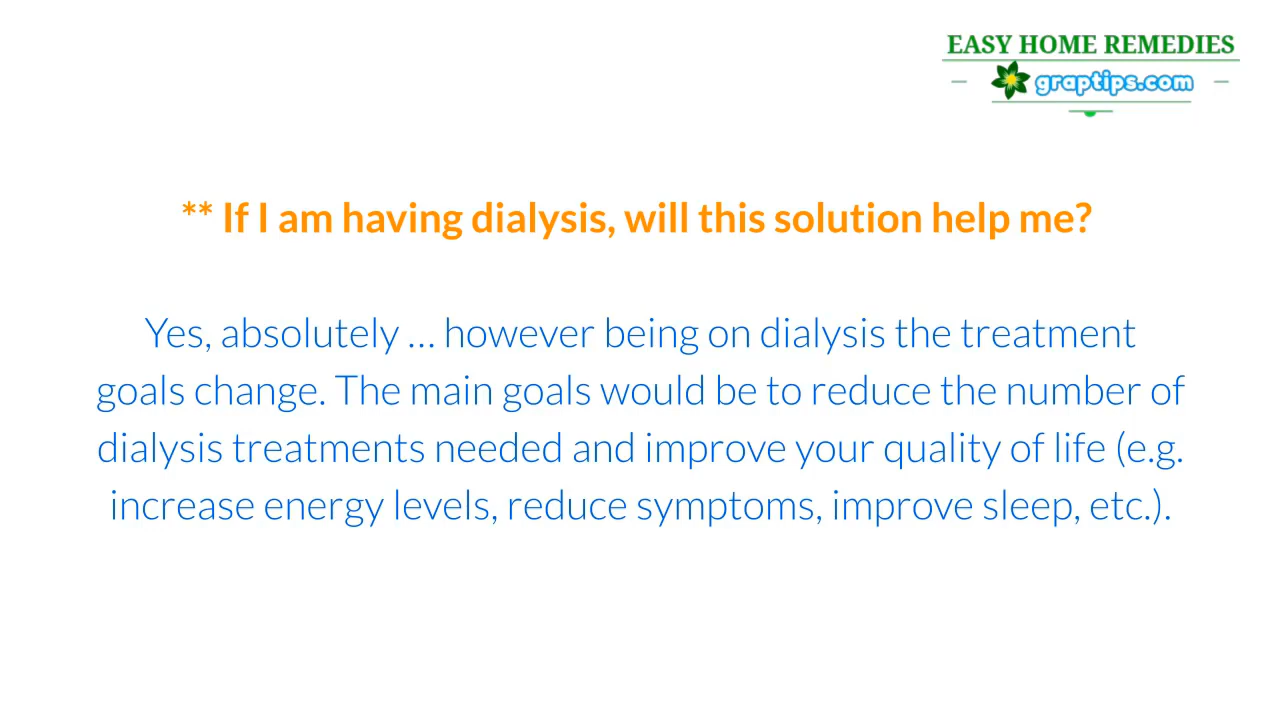 EASY HOME REMEDIES
graptips.com
** If I am having dialysis, will this solution help me?
Yes, absolutely ... however being on dialysis the treatment
goals change. The main goals would be to reduce the number of
dialysis treatments needed and improve your quality of life (e.g.
increase energy levels, reduce symptoms, improve sleep, etc.).